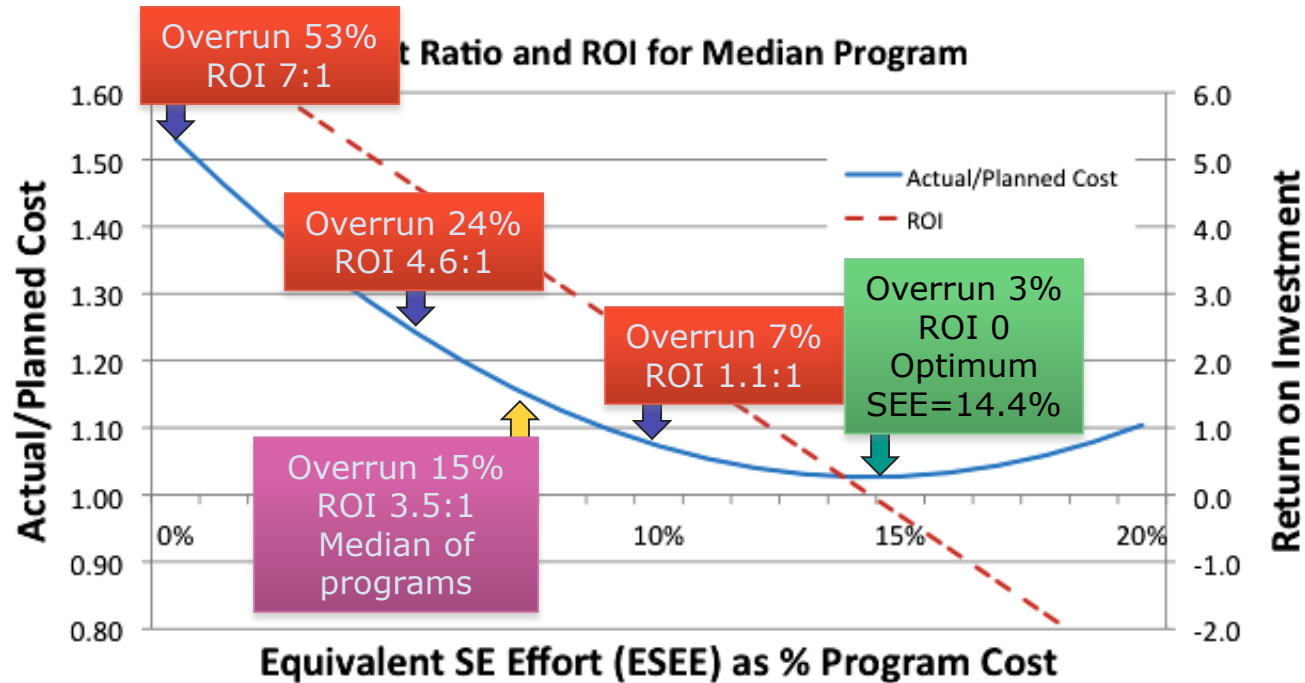 Overrun 53%
ROI 7:1
t Ratio and ROI for Median Program
1.60
1.50
1.40
1.30
1.20
1.10
1.00
0.90
0.80
Actual/Planned Cost
6.0
5.0
4.0
3.0
2.0
1.0
0.0
-1.0
-2.0
Return on Investment
Actual/Planned Cost
ROI
Overrun 24%
ROI 4.6:1
Overrun 7%
ROI 1.1:1
Overrun 3%
ROI 0
Optimum
SEE=14.4%
Overrun 15%
ROI 3.5:1
Median of
programs
0%
10%
15%
20%
Equivalent SE Effort (ESEE) as % Program Cost